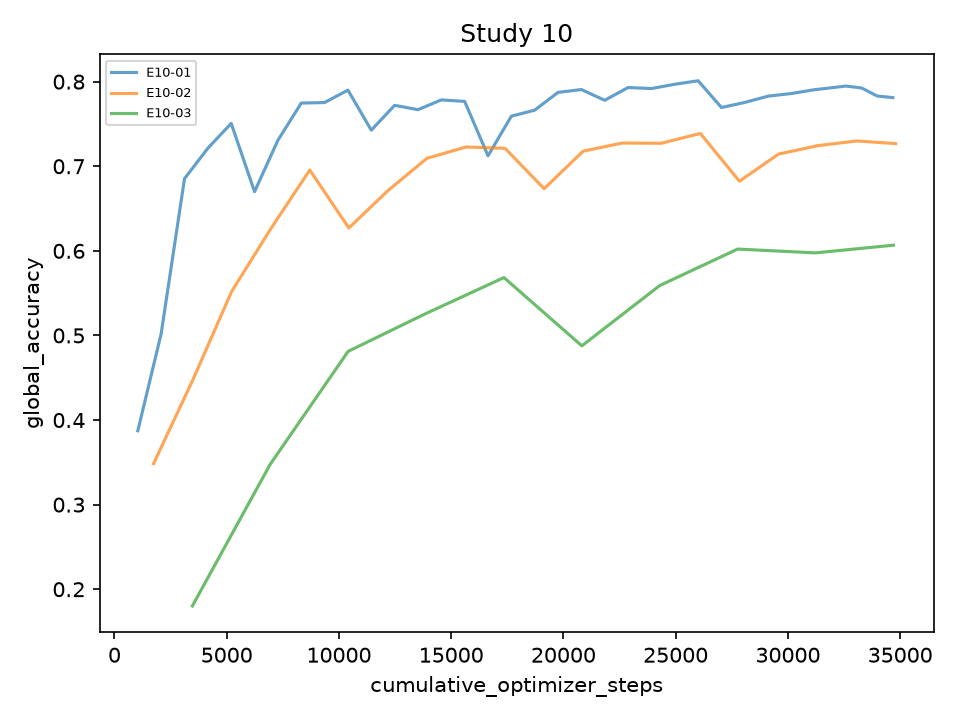 Study 10
E10-01
E10-02
E10-03
0.8
0.7
0.6
0.5
0.4
0.3
0.2
global_accuracy
0 5000 10000 15000 20000 25000 30000 35000
cumulative_optimizer_steps